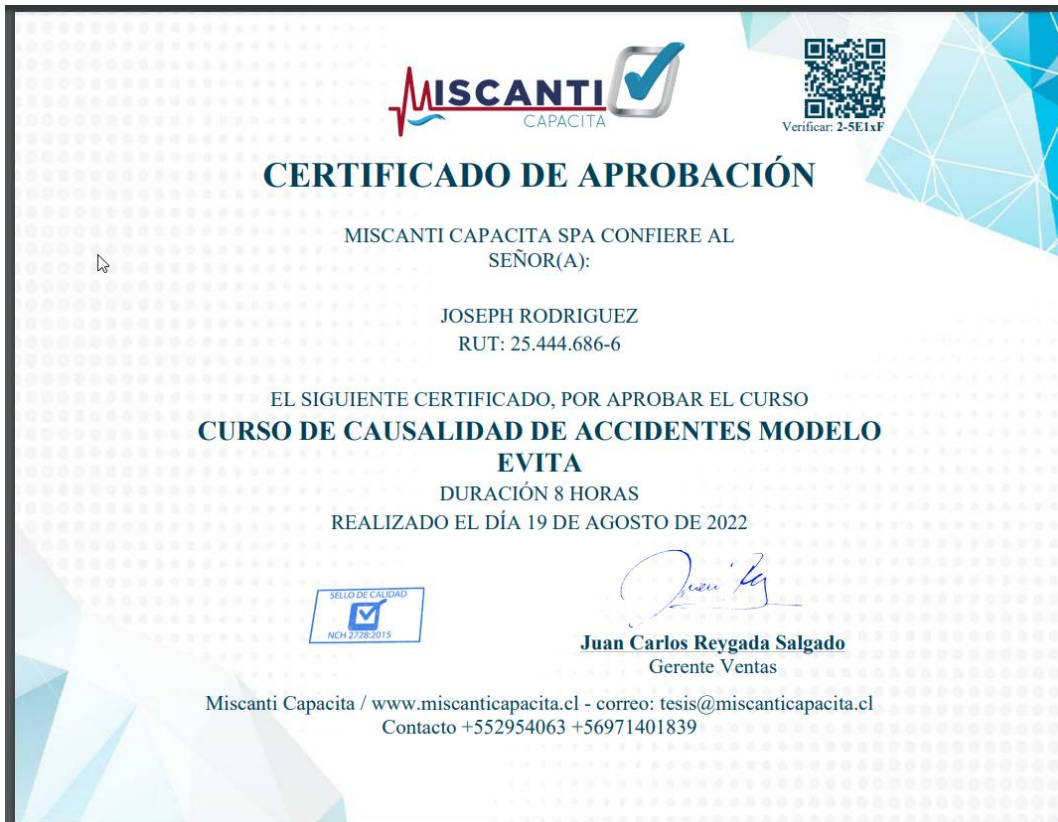 MISCANTI
CAPACITA
Verificar: 2-5E1xF
CERTIFICADO DE APROBACIÓN
MISCANTI CAPACITA SPA CONFIERE AL
SEÑOR(A):
JOSEPH RODRIGUEZ
RUT: 25.444.686-6
EL SIGUIENTE CERTIFICADO, POR APROBAR EL CURSO
CURSO DE CAUSALIDAD DE ACCIDENTES MODELO
EVITA
DURACIÓN 8 HORAS
REALIZADO EL DÍA 19 DE AGOSTO DE 2022
SELLO DE CALIDAD
NCH 2728:2015
Juan Carlos Reygada Salgado
Gerente Ventas
Miscanti Capacita / www.miscanticapacita.cl - correo: tesis@miscanticapacita.cl
Contacto +552954063 +56971401839